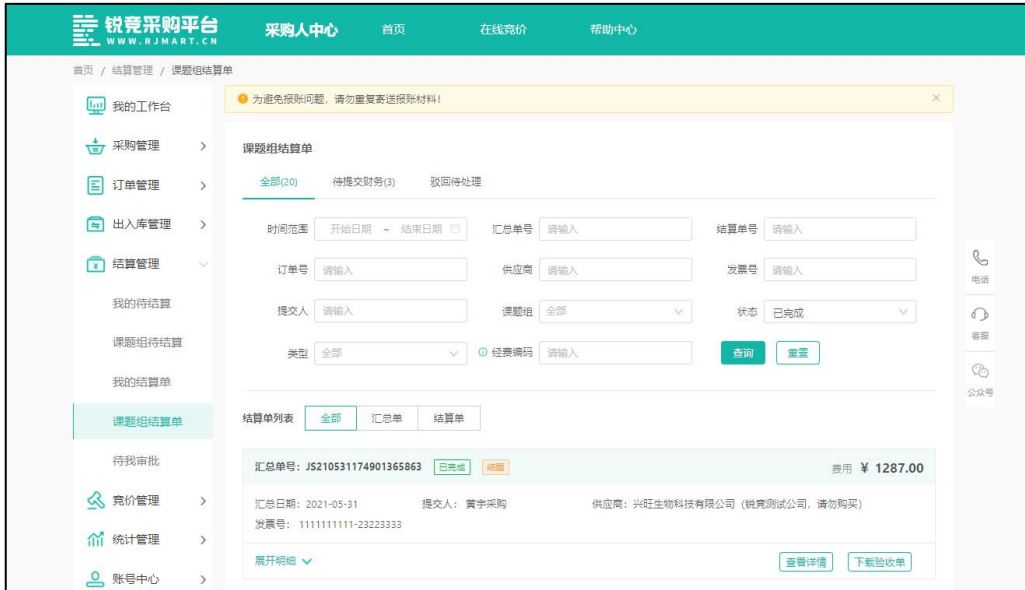 锐竞采购平台
WWW.RJMART.CN
采购人中心 首页 在线竞价 帮助中心
首页 / 结算管理 / 课题组结算单
我的工作台
采购管理
订单管理
出入库管理
结算管理
我的待结算
课题组待结算
我的结算单
课题组结算单
待我审批
竞价管理
统计管理
账号中心
为避免报账问题，请勿重复寄送报账材料！
课题组结算单
全部(20) 待提交财务(3) 驳回待处理
时间范围 开始日期 ~ 结束日期 汇总单号 请输入 结算单号 请输入
订单号 请输入 供应商 请输入 发票号 请输入
提交人 请输入 课题组 全部 状态 已完成
类型 全部 经费编码 请输入 查询 重置
结算单列表 全部 汇总单 结算单
汇总单号：JS210531174901365863 已完成 结题 费用 ¥ 1287.00
汇总日期：2021-05-31 提交人：黄宇采购 供应商：兴旺生物科技有限公司（锐竞测试公司，请勿购买）
发票号： 1111111111-23223333
展开明细 查看详情 下载验收单
电话
客服
公众号